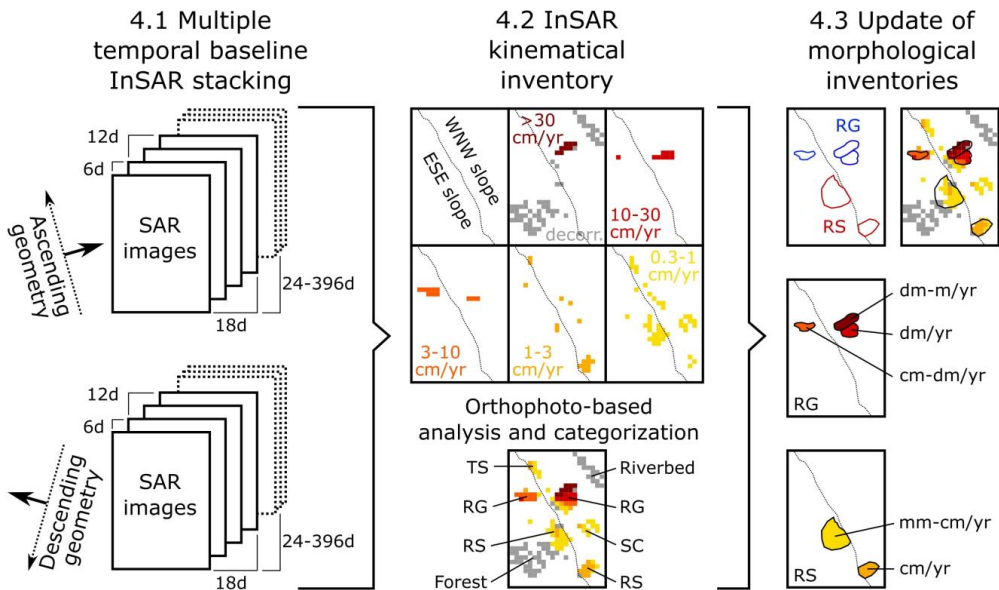 4.1 Multiple
temporal baseline
InSAR stacking
12d
6d
SAR
images
Ascending
geometry
24-396d
18d
12d
6d
SAR
images
Descending
geometry
24-396d
18d
4.2 InSAR
kinematical
inventory
WNW slope
ESE slope
>30
cm/yr
decorr.
10-30
cm/yr
3-10
cm/yr
1-3
cm/yr
0.3-1
cm/yr
Orthophoto-based
analysis and categorization
TS
Riverbed
RG
RG
RS
SC
Forest
RS
4.3 Update of
morphological
inventories
RG
RS
dm-m/yr
dm/yr
cm-dm/yr
RG
mm-cm/yr
cm/yr
RS